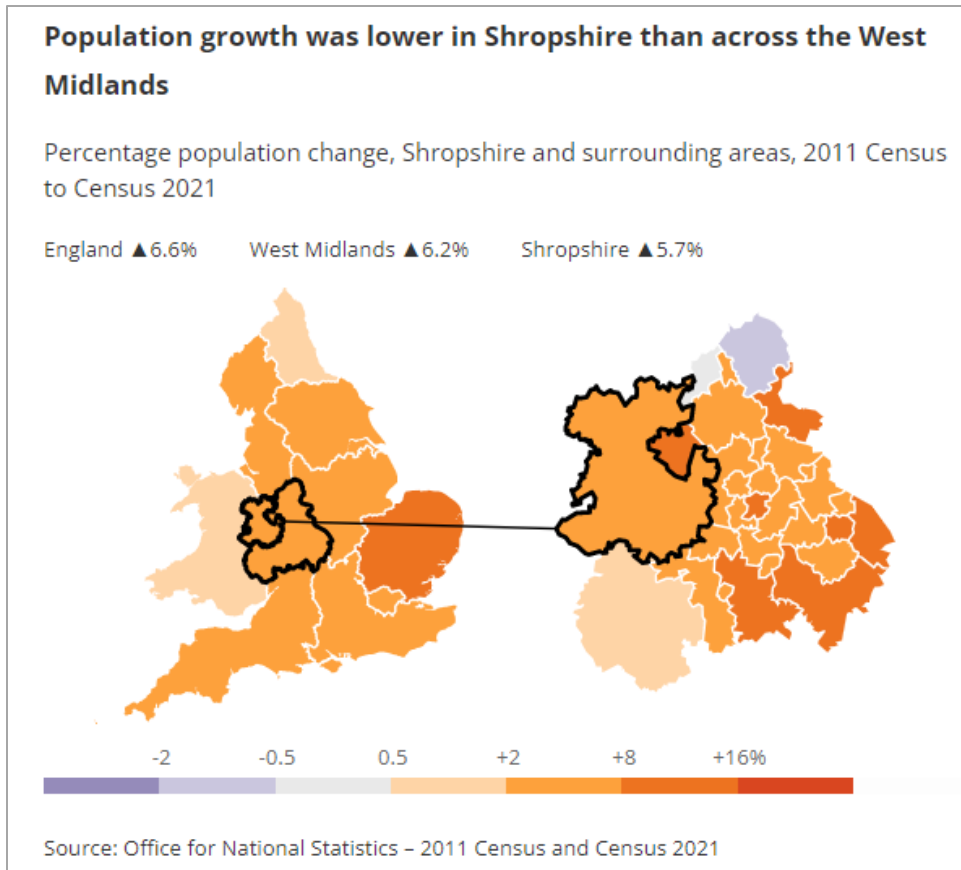 Population growth was lower in Shropshire than across the West
Midlands
Percentage population change, Shropshire and surrounding areas, 2011 Census
to Census 2021
England ▲6.6% West Midlands ▲6.2% Shropshire ▲5.7%
-2 -0.5 0.5 +2 +8 +16%
Source: Office for National Statistics – 2011 Census and Census 2021